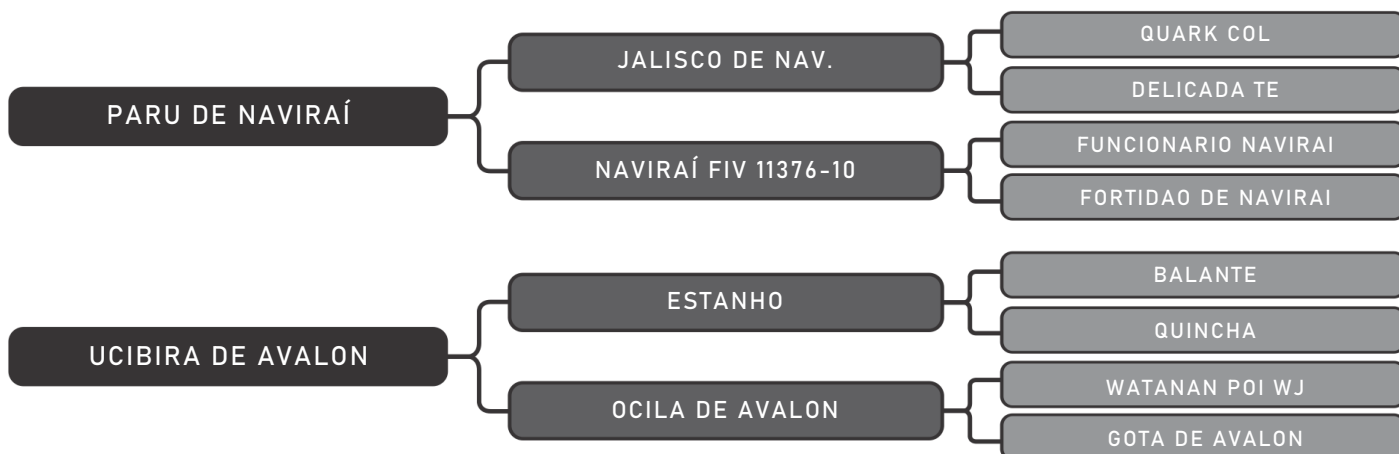 PARU DE NAVIRAÍ
JALISCO DE NAV.
QUARK COL
DELICADA TE
NAVIRAÍ FIV 11376-10
FUNCIONARIO NAVIRAI
FORTIDAO DE NAVIRAI
UCIBIRA DE AVALON
ESTANHO
BALANTE
QUINCHA
OCILA DE AVALON
WATANAN POI WJ
GOTA DE AVALON